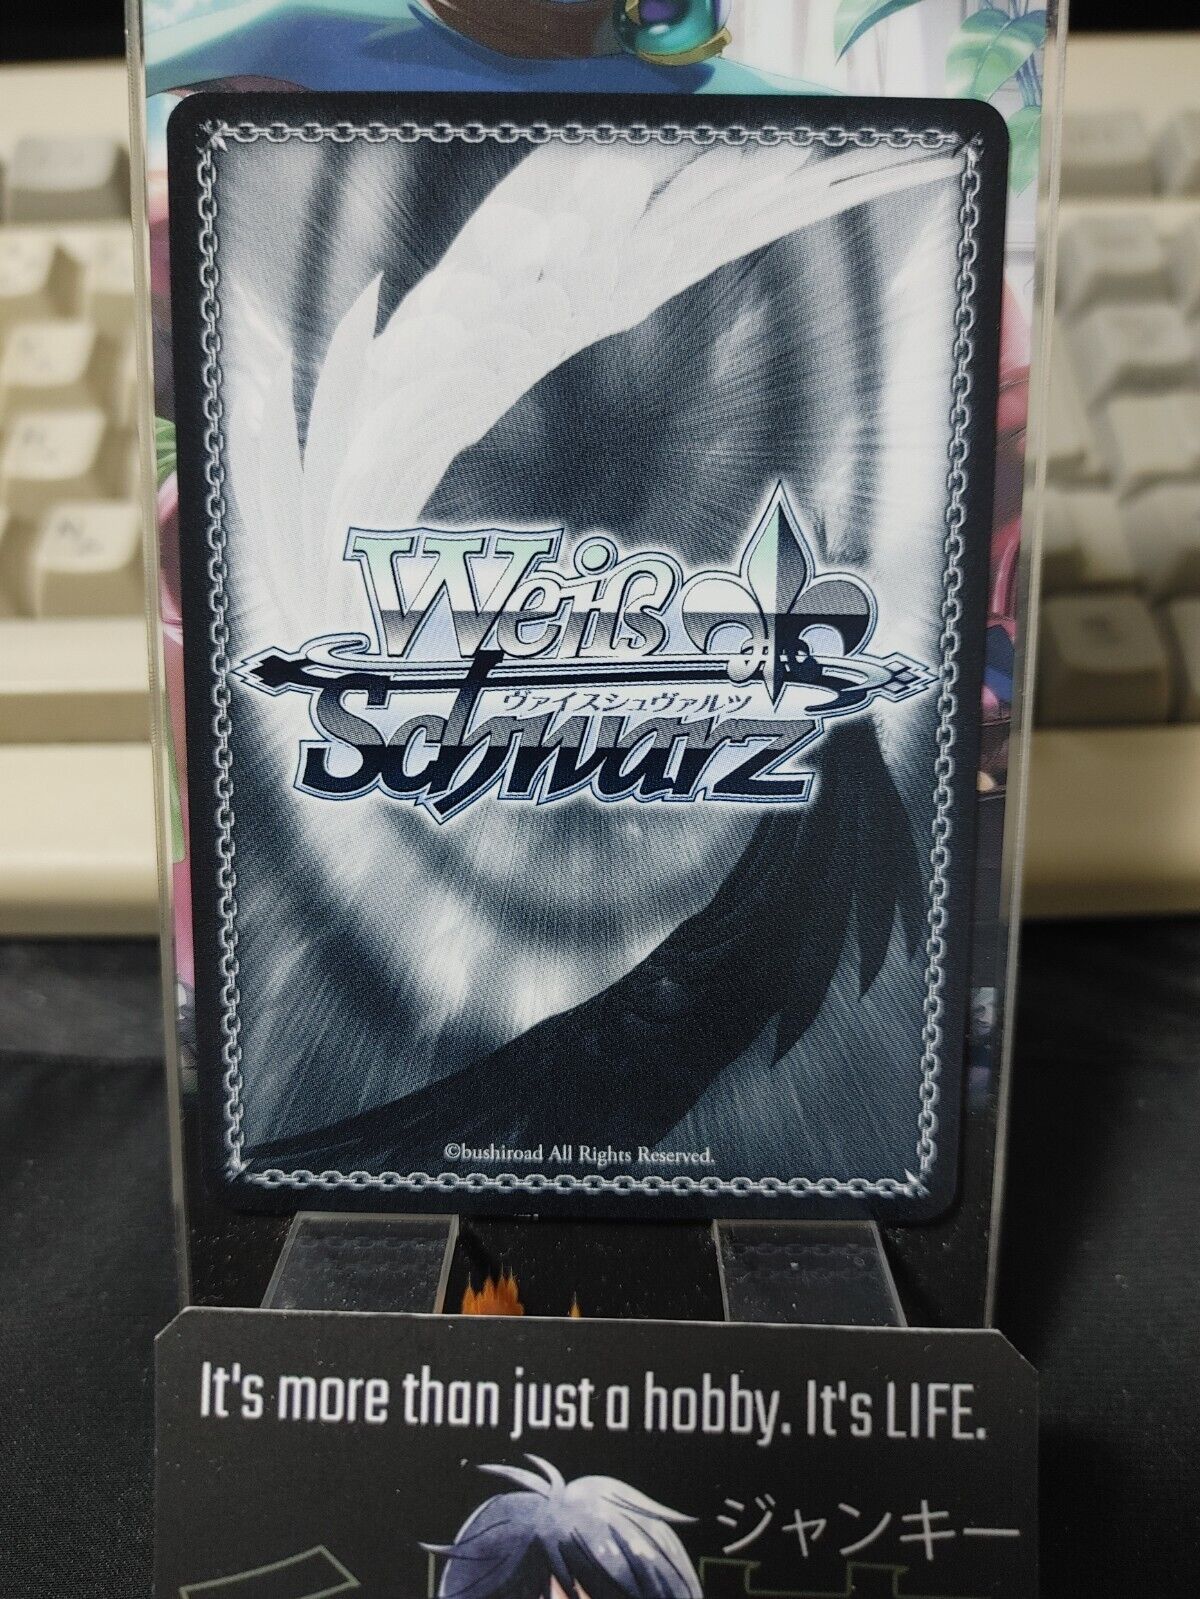 Weiß
ヴァイスシュヴァルツ
Schwarz
©bushiroad All Rights Reserved.
It's more than just a hobby. It's LIFE.
ジャンキー